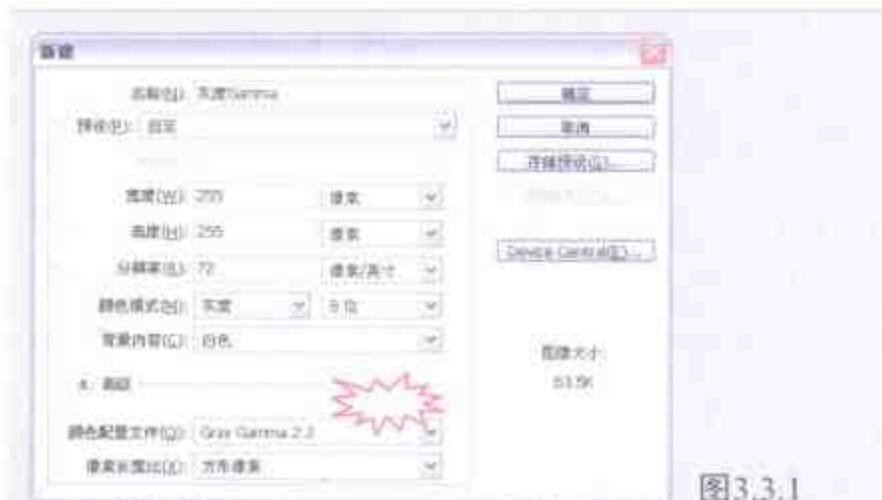 新建
名称(N): 灰度Gamma
确定
预设(P): 自定
取消
存储预设(S)...
宽度(W): 255 像素
高度(H): 255 像素
Device Central(E)...
分辨率(R): 72 像素/英寸
颜色模式(M): 灰度 8 位
背景内容(C): 白色
图像大小:
63.5K
高级
颜色配置文件(O): Gray Gamma 2.2
像素长宽比(X): 方形像素
图3.3.1